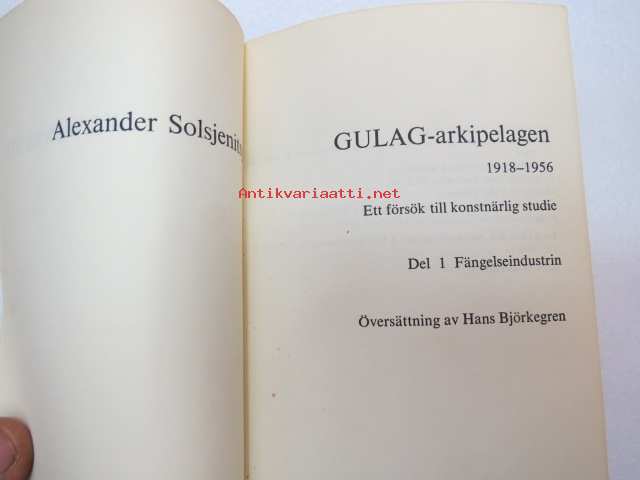 Alexander
GULAG-arkipelagen
1918–1956
Antikvariaatti.net
Ett försök till konstnärlig studie
Del 1 Fängelseindustrin
Översättning av Hans Björkegren